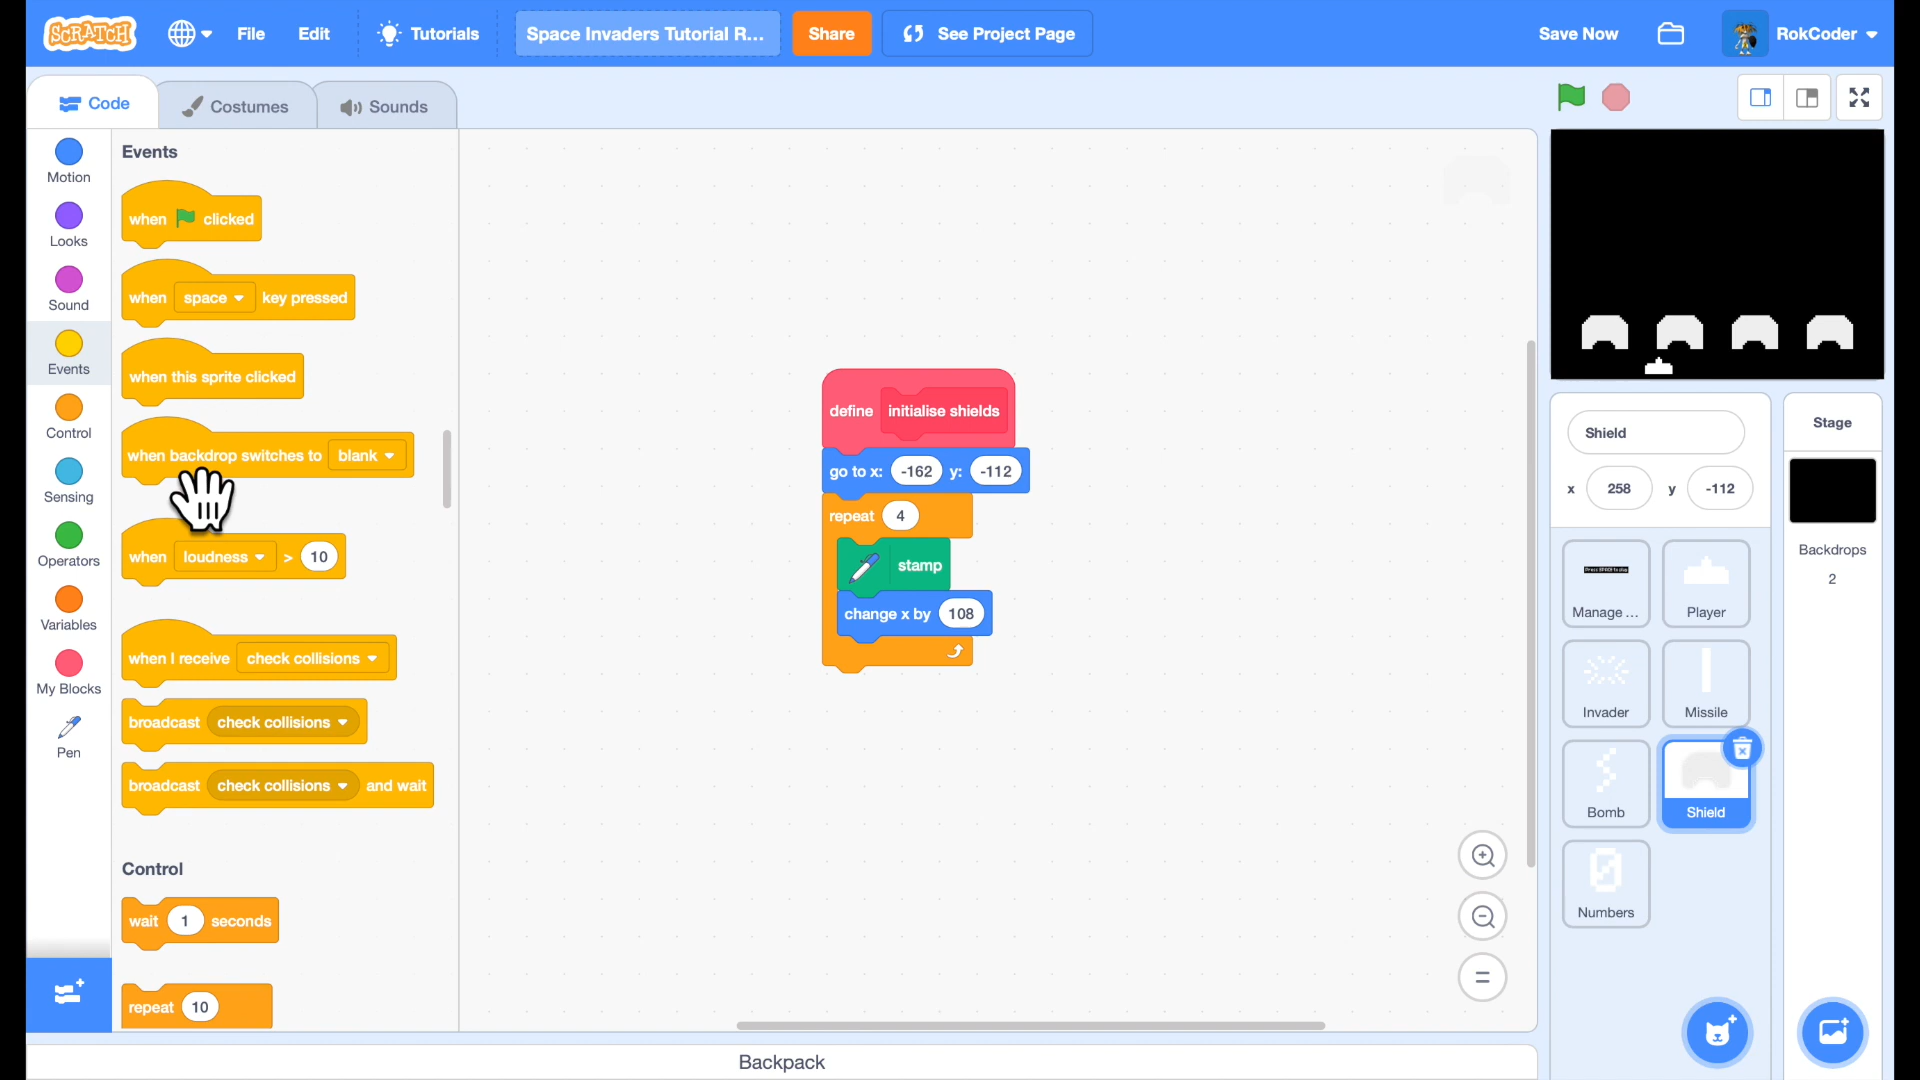 SCRATCH File Edit Tutorials Space Invaders Tutorial R... Share See Project Page Save Now RokCoder
Code Costumes Sounds
Motion
Looks
Sound
Events
Control
Sensing
Operators
Variables
My Blocks
Pen
Events
when clicked
when space key pressed
when this sprite clicked
when backdrop switches to blank
when loudness > 10
when I receive check collisions
broadcast check collisions
broadcast check collisions and wait
Control
wait 1 seconds
repeat 10
define initialise shields
go to x: -162 y: -112
repeat 4
stamp
change x by 108
Shield
x 258 y -112
Press SPACE to play
Manage ...
Player
Invader
Missile
Bomb
Shield
Numbers
Stage
Backdrops
2
Backpack